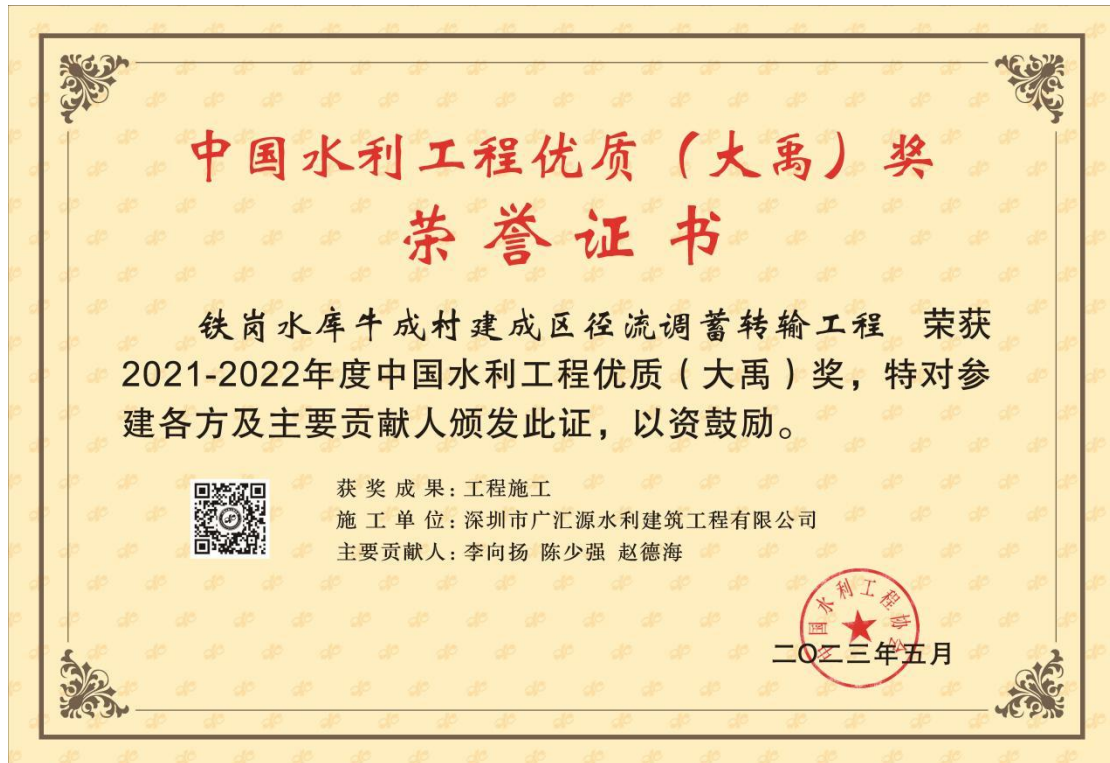 中国水利工程优质（大禹）奖
荣誉证书
铁岗水库牛成村建成区径流调蓄转输工程 荣获
2021-2022年度中国水利工程优质（大禹）奖，特对参
建各方及主要贡献人颁发此证，以资鼓励。
获奖成果：工程施工
施工单位：深圳市广汇源水利建筑工程有限公司
主要贡献人：李向扬 陈少强 赵德海
中国水利工程协会
二〇二三年五月